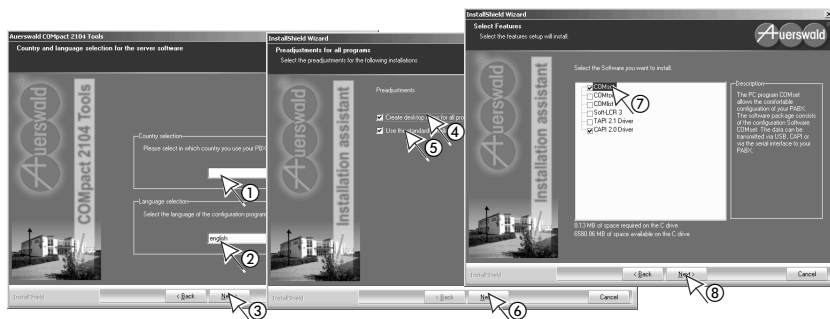 Auerswald COMpact 2104 Tools
Country and language selection for the server software
Auerswald
COMpact 2104 Tools
Country selection
Please select in which country you use your PBX
1
Language selection
Select the language of the configuration program
english
2
InstallShield
< Back
3
InstallShield Wizard
Preadjustments for all programs
Select the preadjustments for the following installations
Auerswald
Installation assistant
Preadjustments
Create desktop for all
4
Use the standard
5
InstallShield
< Back
6
Cancel
InstallShield Wizard
Select Features
Select the features setup will install.
Auerswald
Auerswald
Installation assistant
Select the Software you want to install.
7
COMlist
Soft-LCR 3
TAPI 2.1 Driver
CAPI 2.0 Driver
Description
The PC program COMset
allows the comfortable
configuration of your PABX.
The software package consists
of the configuration Software
COMset. The data can be
transmitted via USB, CAPI or
via the serial interface to your
PABX.
8.13 MB of space required on the C drive
6580.86 MB of space available on the C drive
InstallShield
< Back
Next >
Cancel
8